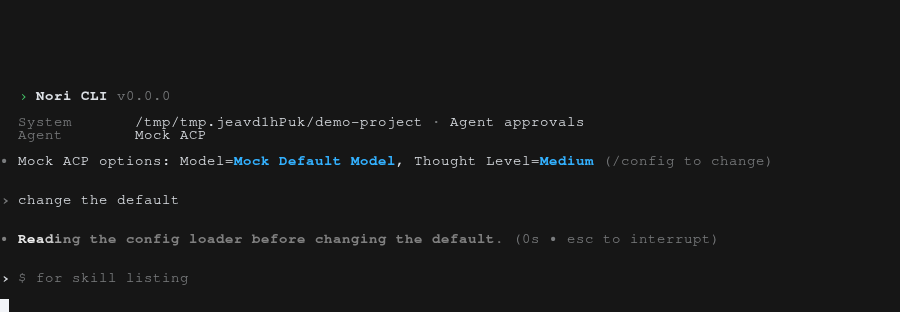 › Nori CLI v0.0.0
System /tmp/tmp.jeavd1hPuk/demo-project · Agent approvals
Agent Mock ACP
• Mock ACP options: Model=Mock Default Model, Thought Level=Medium (/config to change)
› change the default
• Reading the config loader before changing the default. (0s • esc to interrupt)
› $ for skill listing